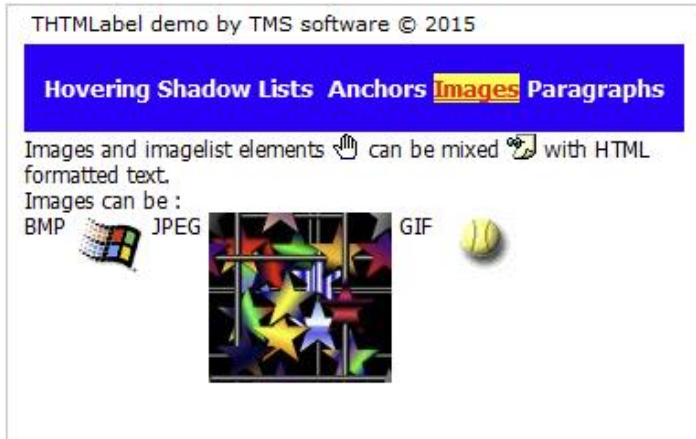 THTMLabel demo by TMS software © 2015
Hovering Shadow Lists Anchors Images Paragraphs
Images and imagelist elements can be mixed with HTML
formatted text.
Images can be :
BMP JPEG GIF